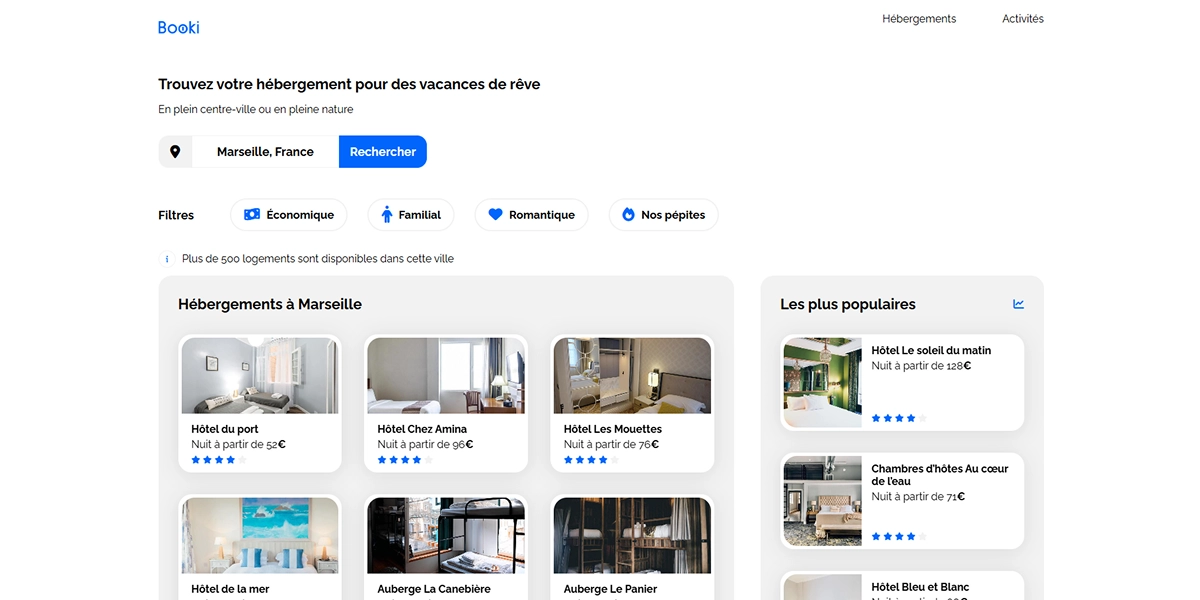 Booki
Hébergements
Activités
Trouvez votre hébergement pour des vacances de rêve
En plein centre-ville ou en pleine nature
Marseille, France
Rechercher
Filtres
Économique
Familial
Romantique
Nos pépites
Plus de 500 logements sont disponibles dans cette ville
Hébergements à Marseille
Hôtel du port
Nuit à partir de 52€
Hôtel Chez Amina
Nuit à partir de 96€
Hôtel Les Mouettes
Nuit à partir de 76€
Hôtel de la mer
Auberge La Canebière
Auberge Le Panier
Les plus populaires
Hôtel Le soleil du matin
Nuit à partir de 128€
Chambres d'hôtes Au cœur
de l'eau
Nuit à partir de 71€
Hôtel Bleu et Blanc